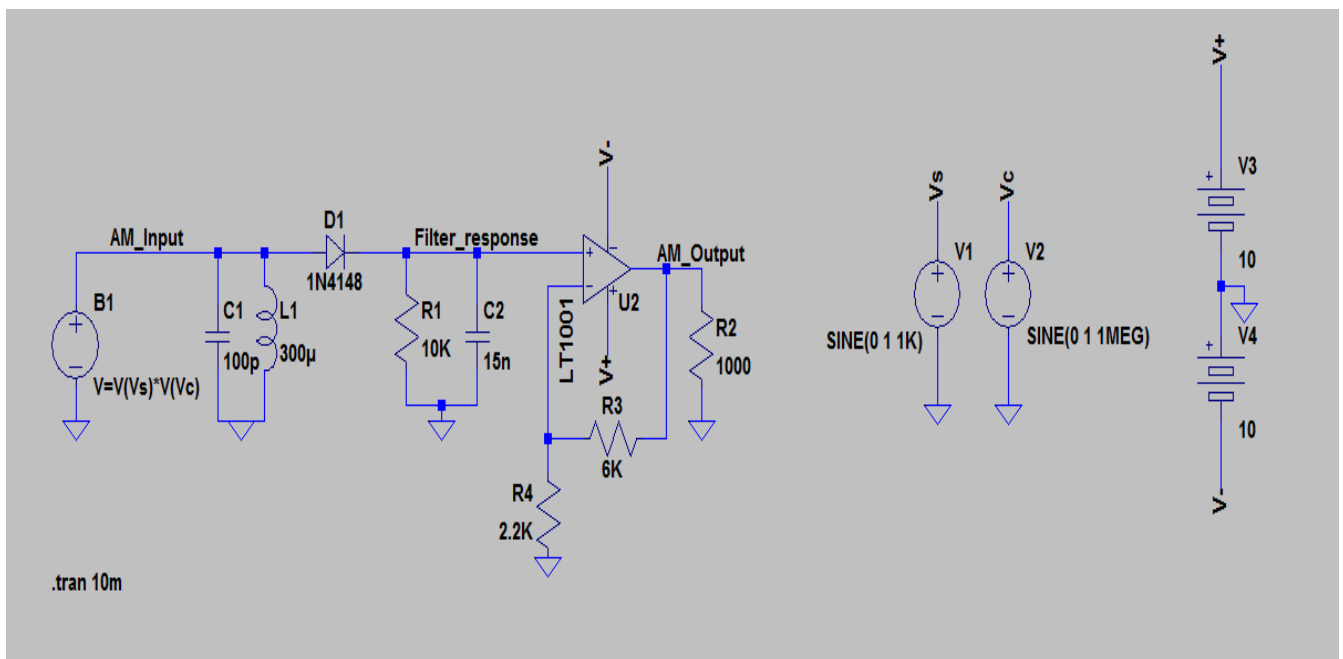 AM_Input
B1
V=V(Vs)*V(Vc)
C1
100p
L1
300µ
D1
1N4148
Filter_response
R1
10K
C2
15n
V-
+
-
LT1001
U2
V+
AM_Output
R2
1000
R3
6K
R4
2.2K
Vs
V1
SINE(0 1 1K)
Vc
V2
SINE(0 1 1MEG)
V+
V3
10
V4
10
V-
.tran 10m